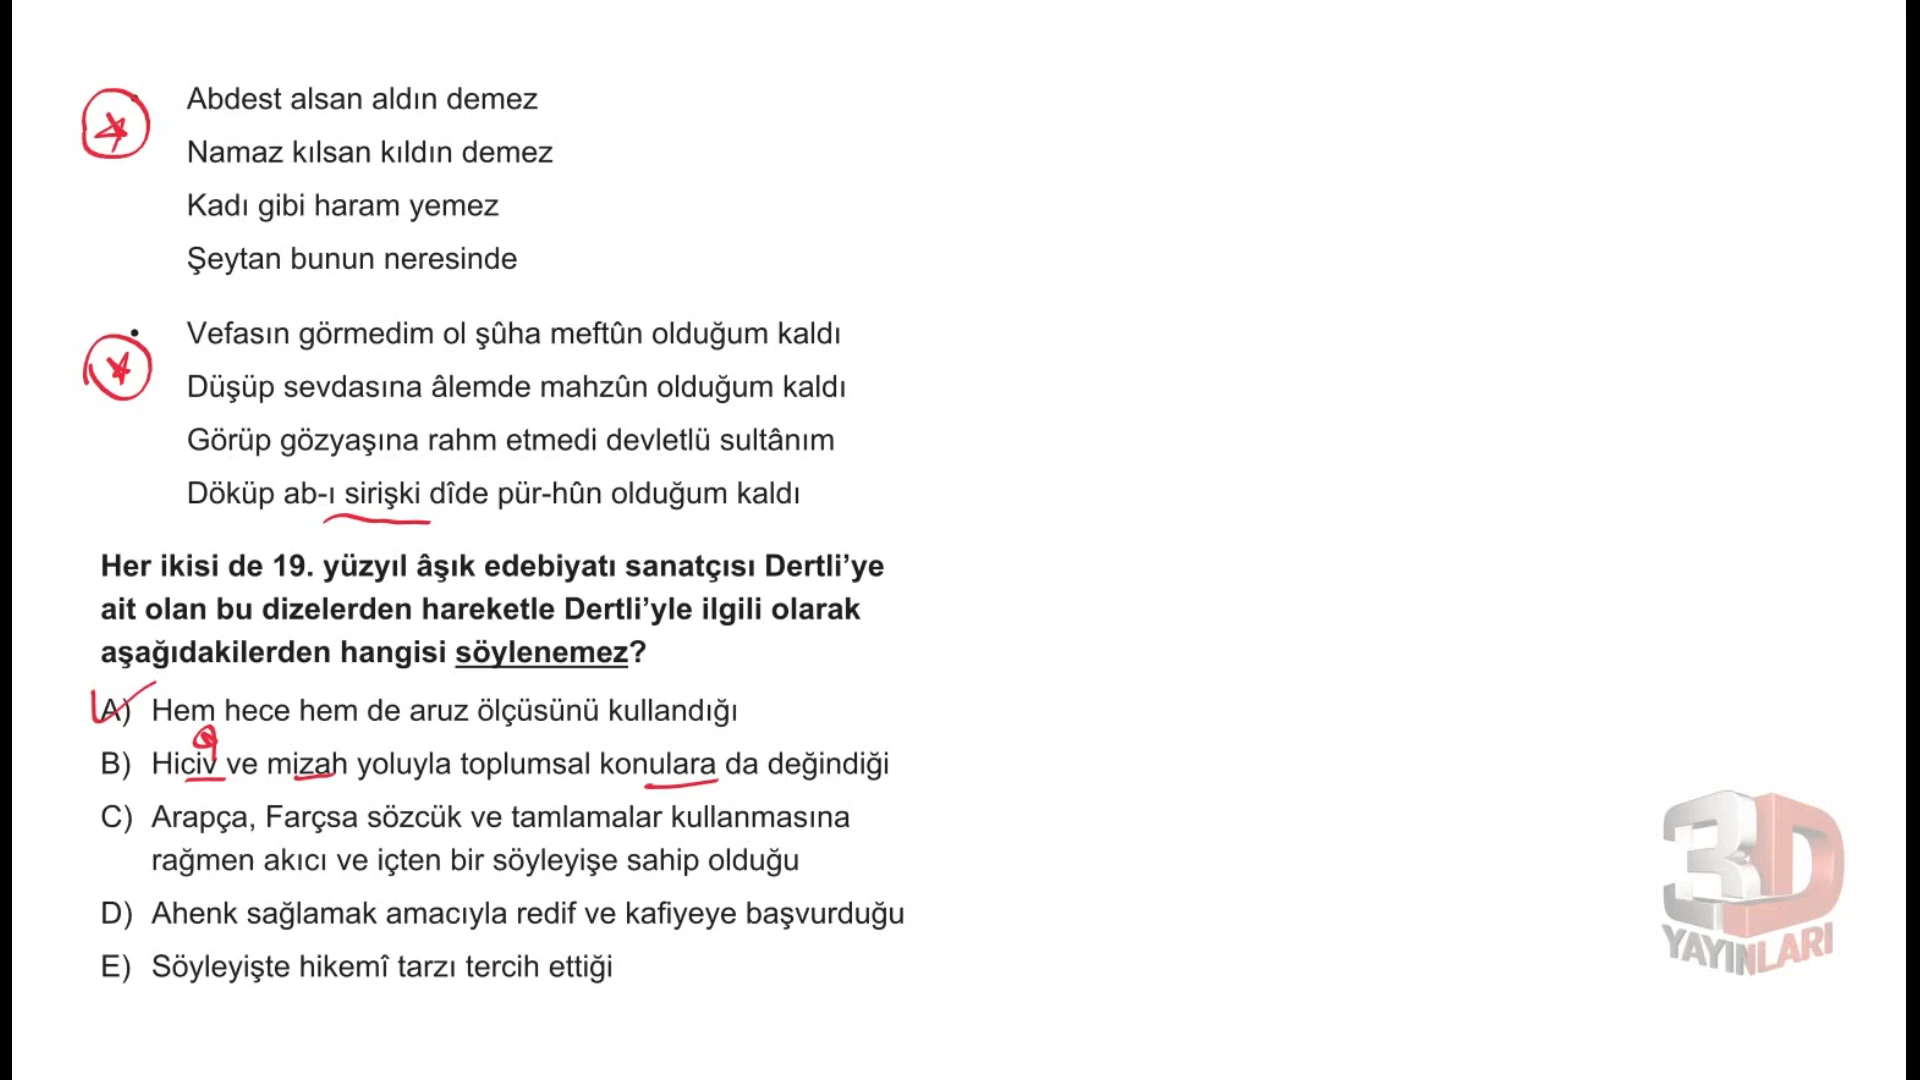 Abdest alsan aldın demez
Namaz kılsan kıldın demez
Kadı gibi haram yemez
Şeytan bunun neresinde
• Vefasın görmedim ol şûha meftûn olduğum kaldı
Düşüp sevdasına âlemde mahzûn olduğum kaldı
Görüp gözyaşına rahm etmedi devletlü sultânım
Döküp ab-ı sirişki dîde pür-hûn olduğum kaldı
Her ikisi de 19. yüzyıl âşık edebiyatı sanatçısı Dertli’ye
ait olan bu dizelerden hareketle Dertli’yle ilgili olarak
aşağıdakilerden hangisi söylenemez?
A) Hem hece hem de aruz ölçüsünü kullandığı
B) Hiciv ve mizah yoluyla toplumsal konulara da değindiği
C) Arapça, Farçsa sözcük ve tamlamalar kullanmasına
rağmen akıcı ve içten bir söyleyişe sahip olduğu
D) Ahenk sağlamak amacıyla redif ve kafiyeye başvurduğu
E) Söyleyişte hikemî tarzı tercih ettiği
3D
YAYINLARI